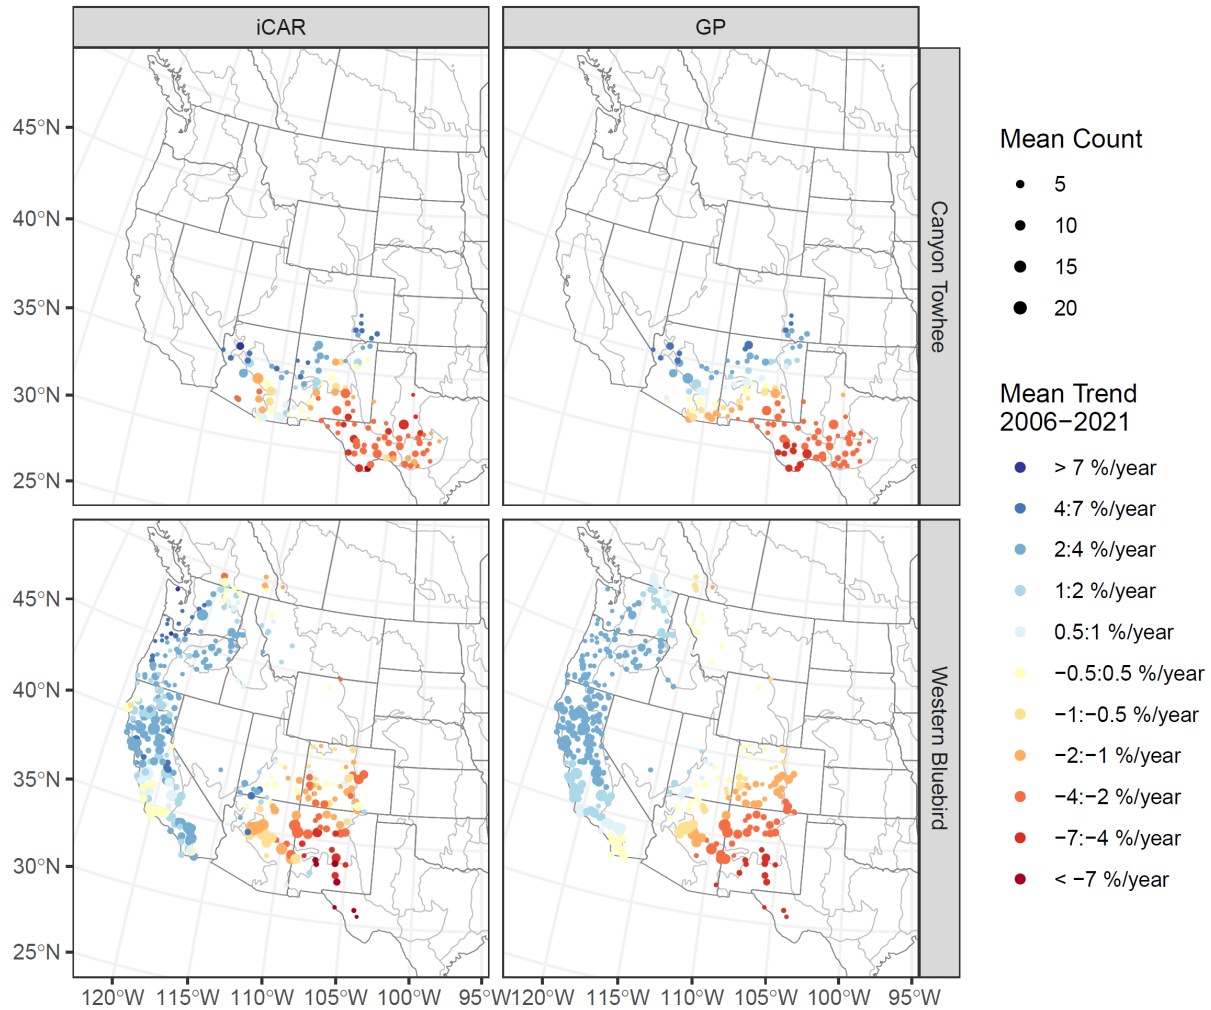 iCAR
GP
45°N
40°N
35°N
30°N
25°N
Canyon Towhee
45°N
40°N
35°N
30°N
25°N
Western Bluebird
120°W
115°W
110°W
105°W
100°W
95°W
120°W
115°W
110°W
105°W
100°W
95°W
Mean Count
5
10
15
20
Mean Trend
2006−2021
> 7 %/year
4:7 %/year
2:4 %/year
1:2 %/year
0.5:1 %/year
−0.5:0.5 %/year
−1:−0.5 %/year
−2:−1 %/year
−4:−2 %/year
−7:−4 %/year
< −7 %/year